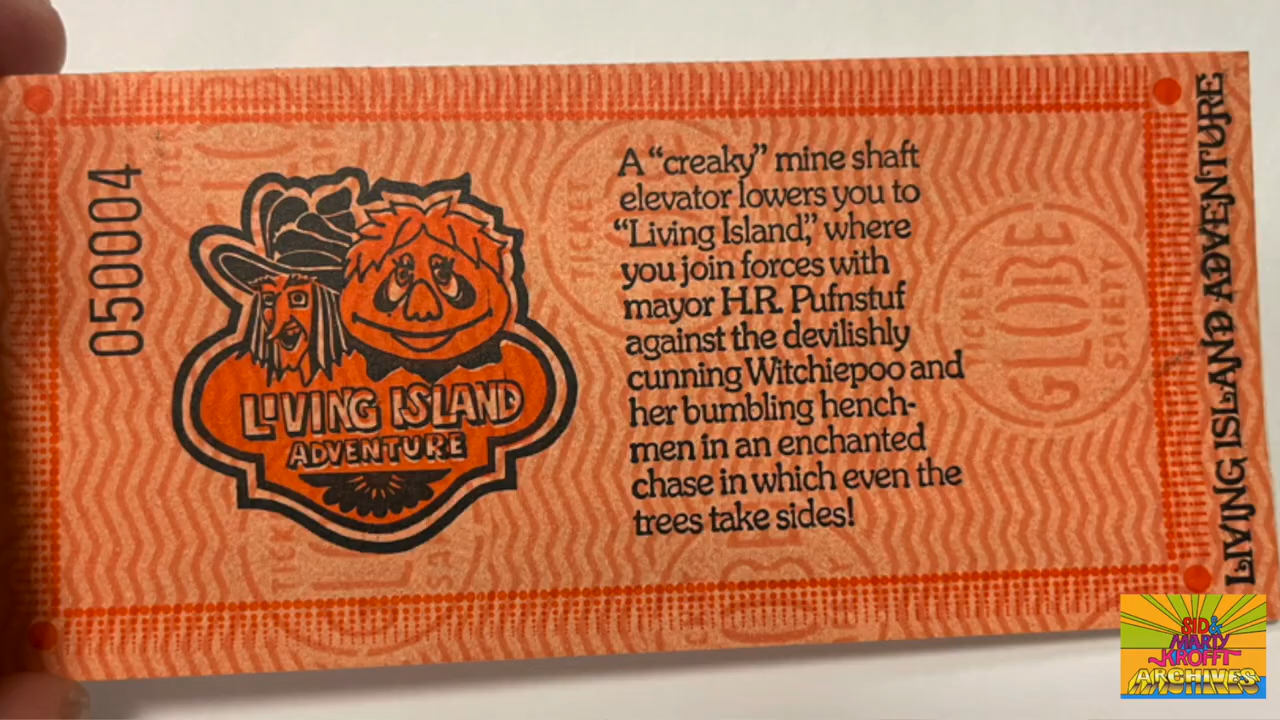 050004
LIVING ISLAND
ADVENTURE
A “creaky” mine shaft
elevator lowers you to
“Living Island,” where
you join forces with
mayor H.R. Pufnstuf
against the devilishly
cunning Witchiepoo and
her bumbling hench-
men in an enchanted
chase in which even the
trees take sides!
TICKET
TICKET
GLOBE
SAFETY
LIVING ISLAND ADVENTURE
SID &
MARTY
KROFFT
ARCHIVES